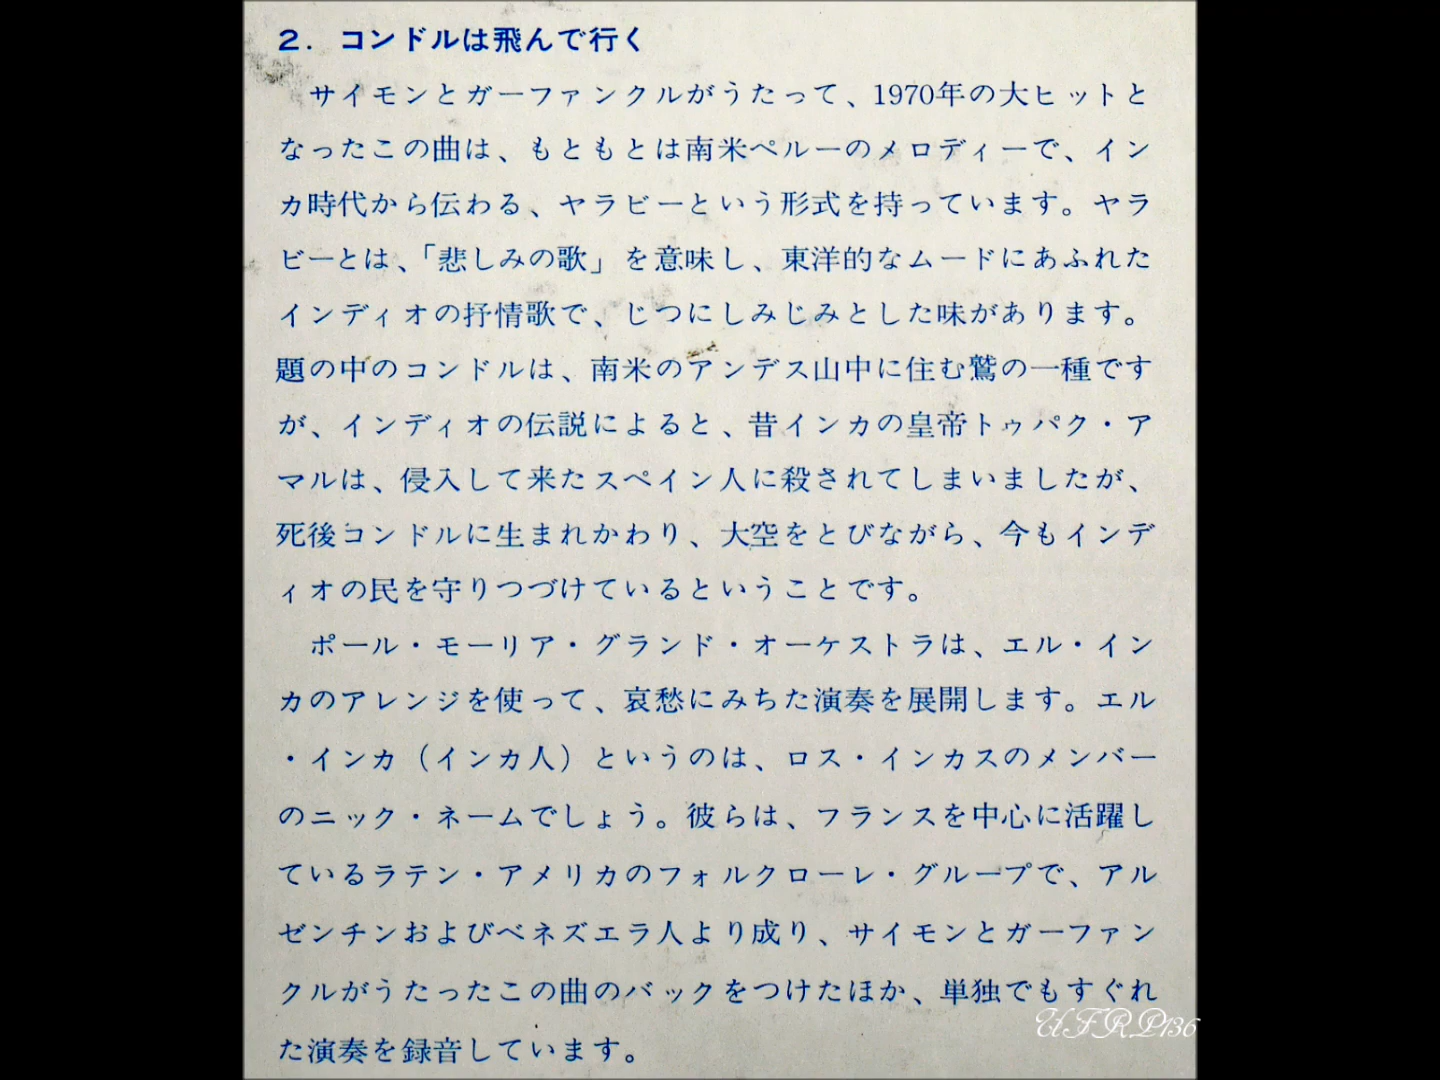 2. コンドルは飛んで行く
サイモンとガーファンクルがうたって、1970年の大ヒットと
なったこの曲は、もともとは南米ペルーのメロディーで、イン
カ時代から伝わる、ヤラビーという形式を持っています。ヤラ
ビーとは、「悲しみの歌」を意味し、東洋的なムードにあふれた
インディオの抒情歌で、じつにしみじみとした味があります。
題の中のコンドルは、南米のアンデス山中に住む鷲の一種です
が、インディオの伝説によると、昔インカの皇帝トゥパク・ア
マルは、侵入して来たスペイン人に殺されてしまいましたが、
死後コンドルに生まれかわり、大空をとびながら、今もインデ
ィオの民を守りつづけているということです。
ポール・モーリア・グランド・オーケストラは、エル・イン
カのアレンジを使って、哀愁にみちた演奏を展開します。エル
・インカ（インカ人）というのは、ロス・インカスのメンバー
のニック・ネームでしょう。彼らは、フランスを中心に活躍し
ているラテン・アメリカのフォルクローレ・グループで、アル
ゼンチンおよびベネズエラ人より成り、サイモンとガーファン
クルがうたったこの曲のバックをつけたほか、単独でもすぐれ
た演奏を録音しています。
UFRP136